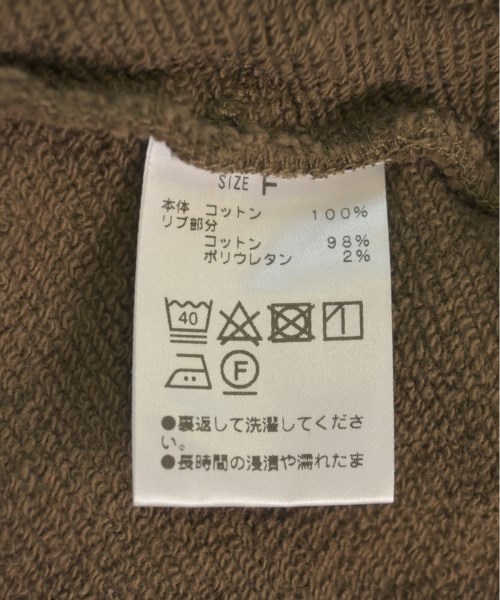 SIZE F
本体 コットン 100%
リブ部分
コットン 98%
ポリウレタン 2%
40
F
●裏返して洗濯してくださ
い。
●長時間の浸漬や濡れたま